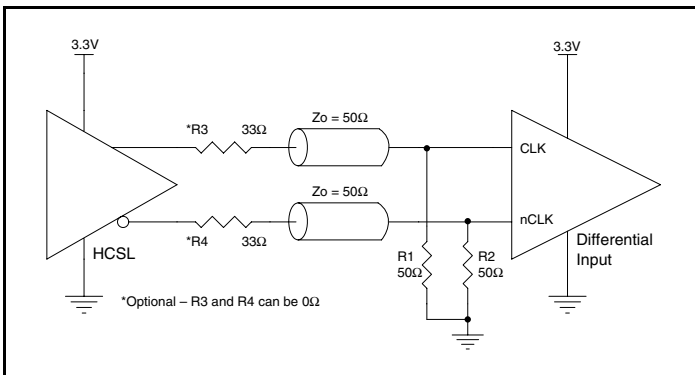 3.3V
3.3V
*R3 33Ω
Zo = 50Ω
CLK
Zo = 50Ω
nCLK
*R4 33Ω
HCSL
R1
50Ω
R2
50Ω
Differential
Input
*Optional – R3 and R4 can be 0Ω